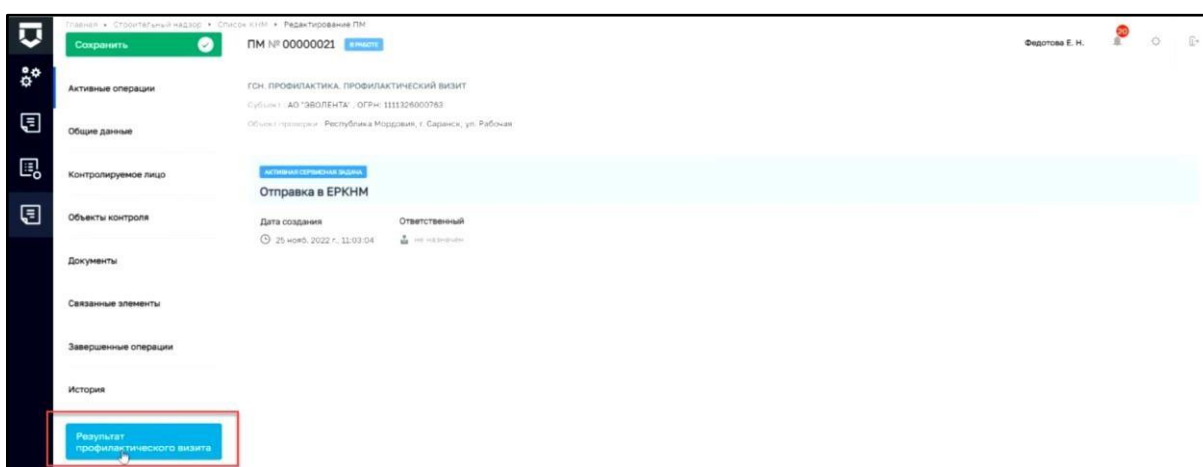 Главная • Строительный надзор • Список КНМ • Редактирование ПМ
Сохранить
ПМ № 00000021 В РАБОТЕ
Федотова Е. Н.
20
Активные операции
Общие данные
Контролируемое лицо
Объекты контроля
Документы
Связанные элементы
Завершенные операции
История
Результат
профилактического визита
ГСН. ПРОФИЛАКТИКА. ПРОФИЛАКТИЧЕСКИЙ ВИЗИТ
Субъект: АО "ЭВОЛЕНТА", ОГРН: 1111326000763
Объект проверки: Республика Мордовия, г. Саранск, ул. Рабочая
АКТИВНАЯ СЕРВИСНАЯ ЗАДАЧА
Отправка в ЕРКНМ
Дата создания
25 нояб. 2022 г., 11:03:04
Ответственный
не назначен